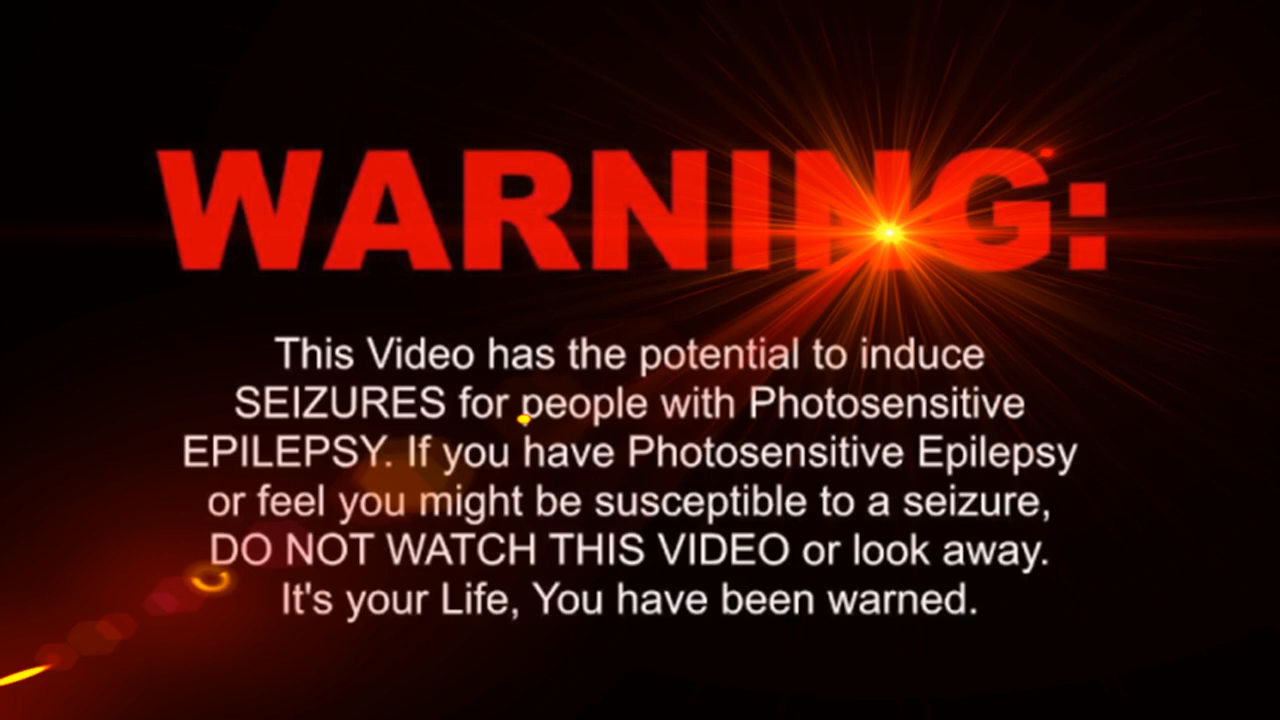 WARNING:
This Video has the potential to induce
SEIZURES for people with Photosensitive
EPILEPSY. If you have Photosensitive Epilepsy
or feel you might be susceptible to a seizure,
DO NOT WATCH THIS VIDEO or look away.
It's your Life, You have been warned.